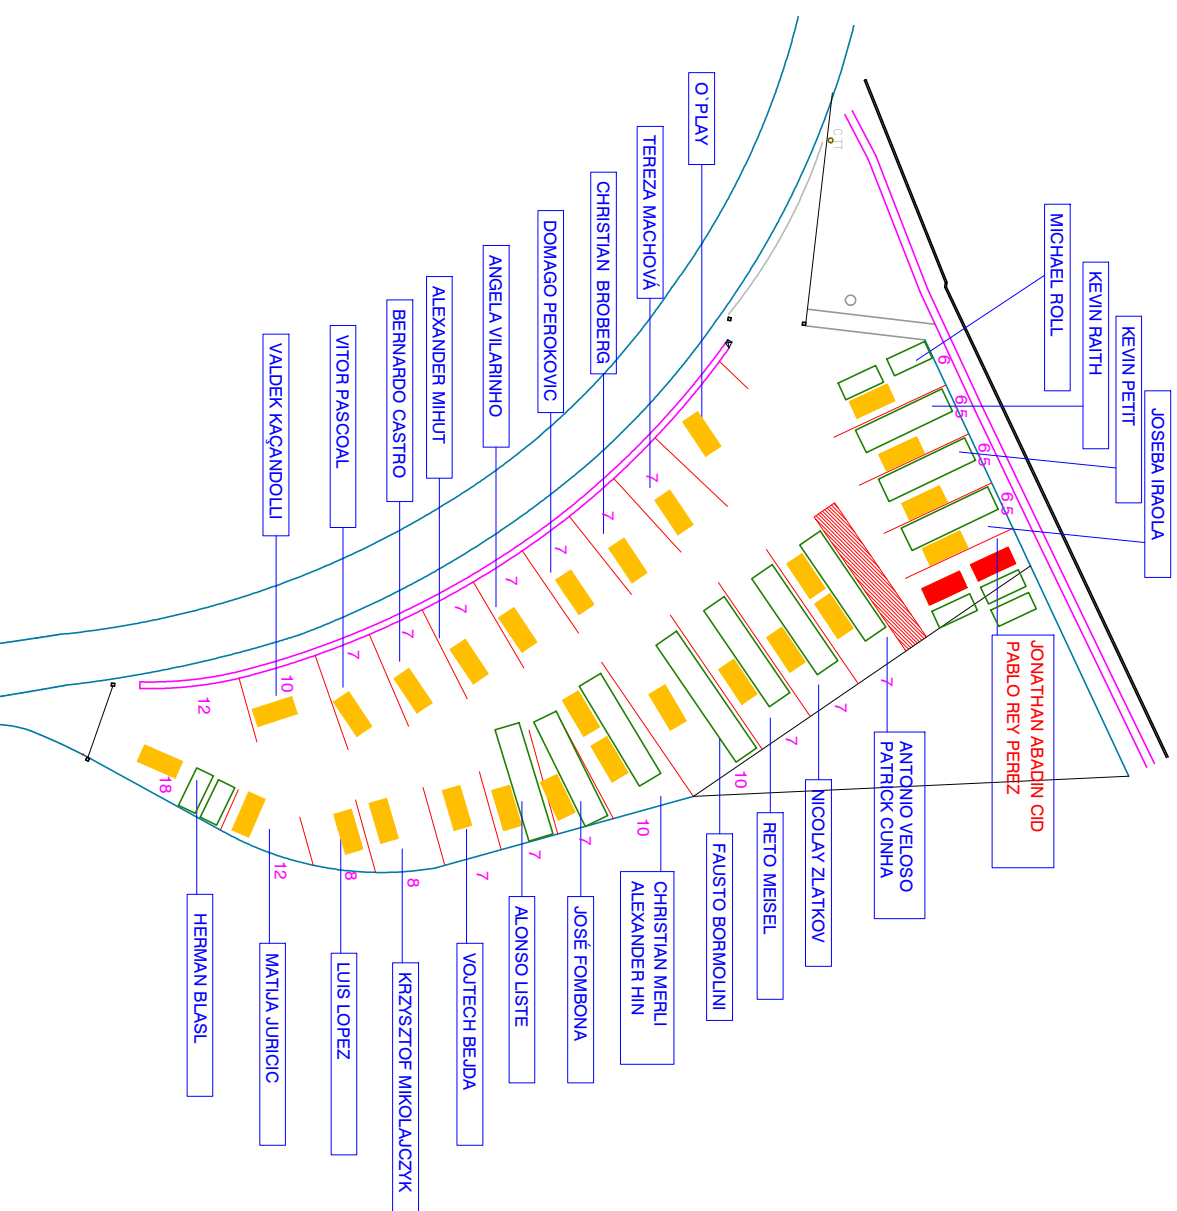 O`PLAY
TEREZA MACHOVÁ
CHRISTIAN BROBERG
DOMAGO PEROKOVIC
ANGELA VILARINHO
ALEXANDER MIHUT
BERNARDO CASTRO
VITOR PASCOAL
VALDEK KAÇANDOLLI
MICHAEL ROLL
KEVIN RAITH
KEVIN PETIT
JOSEBA IRAOLA
JONATHAN ABADIN CID
PABLO REY PEREZ
ANTONIO VELOSO
PATRICK CUNHA
NICOLAY ZLATKOV
RETO MEISEL
FAUSTO BORMOLINI
CHRISTIAN MERLI
ALEXANDER HIN
JOSÉ FOMBONA
ALONSO LISTE
VOJTECH BEJDA
KRZYSZTOF MIKOLAJCZYK
LUIS LOPEZ
MATIJA JURICIC
HERMAN BLASL
6
6.5
6.5
6.5
7
7
7
7
7
7
7
10
12
7
7
7
10
10
7
7
7
8
8
12
18